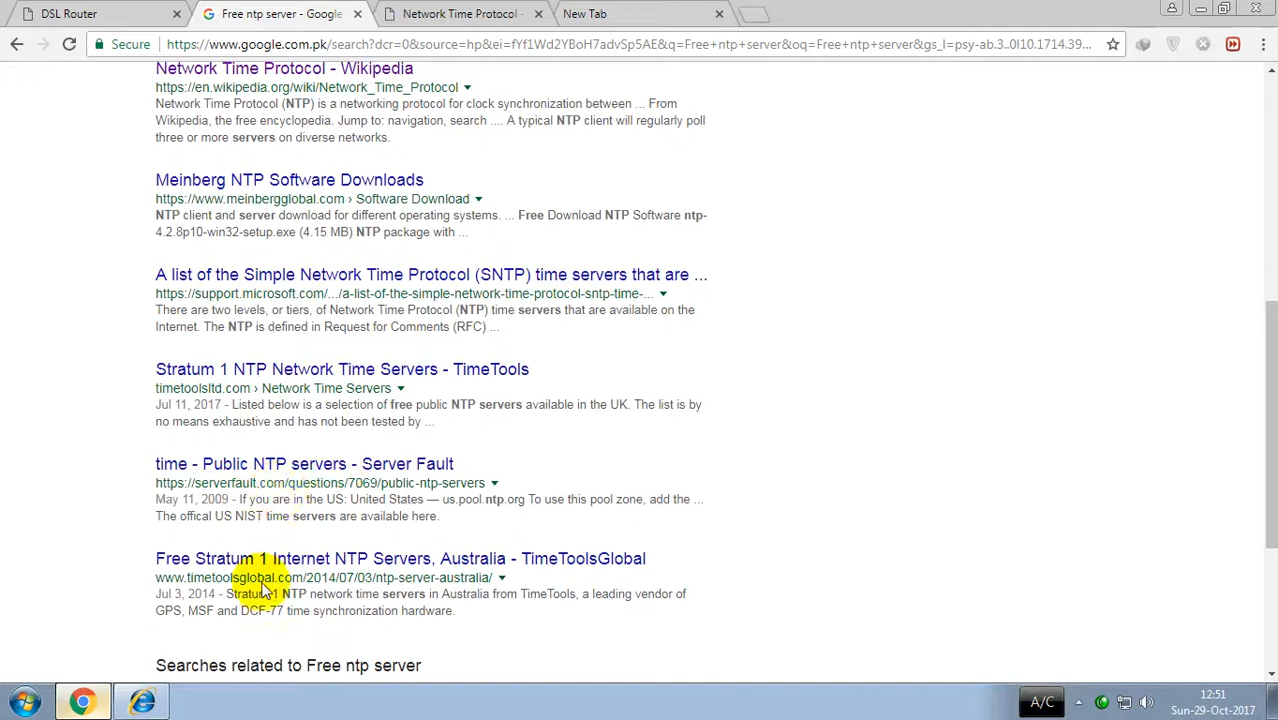 DSL Router
Free ntp server - Google
Network Time Protocol -
New Tab
Secure
https://www.google.com.pk/search?dcr=0&source=hp&ei=fYf1Wd2YBoH7advSp5AE&q=Free+ntp+server&oq=Free+ntp+server&gs_l=psy-ab.3..0l10.1714.39...
Network Time Protocol - Wikipedia
https://en.wikipedia.org/wiki/Network_Time_Protocol
Network Time Protocol (NTP) is a networking protocol for clock synchronization between ... From
Wikipedia, the free encyclopedia. Jump to: navigation, search .... A typical NTP client will regularly poll
three or more servers on diverse networks.
Meinberg NTP Software Downloads
https://www.meinbergglobal.com › Software Download
NTP client and server download for different operating systems. ... Free Download NTP Software ntp-
4.2.8p10-win32-setup.exe (4.15 MB) NTP package with ...
A list of the Simple Network Time Protocol (SNTP) time servers that are ...
https://support.microsoft.com/.../a-list-of-the-simple-network-time-protocol-sntp-time-...
There are two levels, or tiers, of Network Time Protocol (NTP) time servers that are available on the
Internet. The NTP is defined in Request for Comments (RFC) ...
Stratum 1 NTP Network Time Servers - TimeTools
timetoolsltd.com › Network Time Servers
Jul 11, 2017 - Listed below is a selection of free public NTP servers available in the UK. The list is by
no means exhaustive and has not been tested by ...
time - Public NTP servers - Server Fault
https://serverfault.com/questions/7069/public-ntp-servers
May 11, 2009 - If you are in the US: United States — us.pool.ntp.org To use this pool zone, add the ...
The offical US NIST time servers are available here.
Free Stratum 1 Internet NTP Servers, Australia - TimeToolsGlobal
www.timetoolsglobal.com/2014/07/03/ntp-server-australia/
Jul 3, 2014 - Stratum 1 NTP network time servers in Australia from TimeTools, a leading vendor of
GPS, MSF and DCF-77 time synchronization hardware.
Searches related to Free ntp server
A/C
12:51
Sun-29-Oct-2017